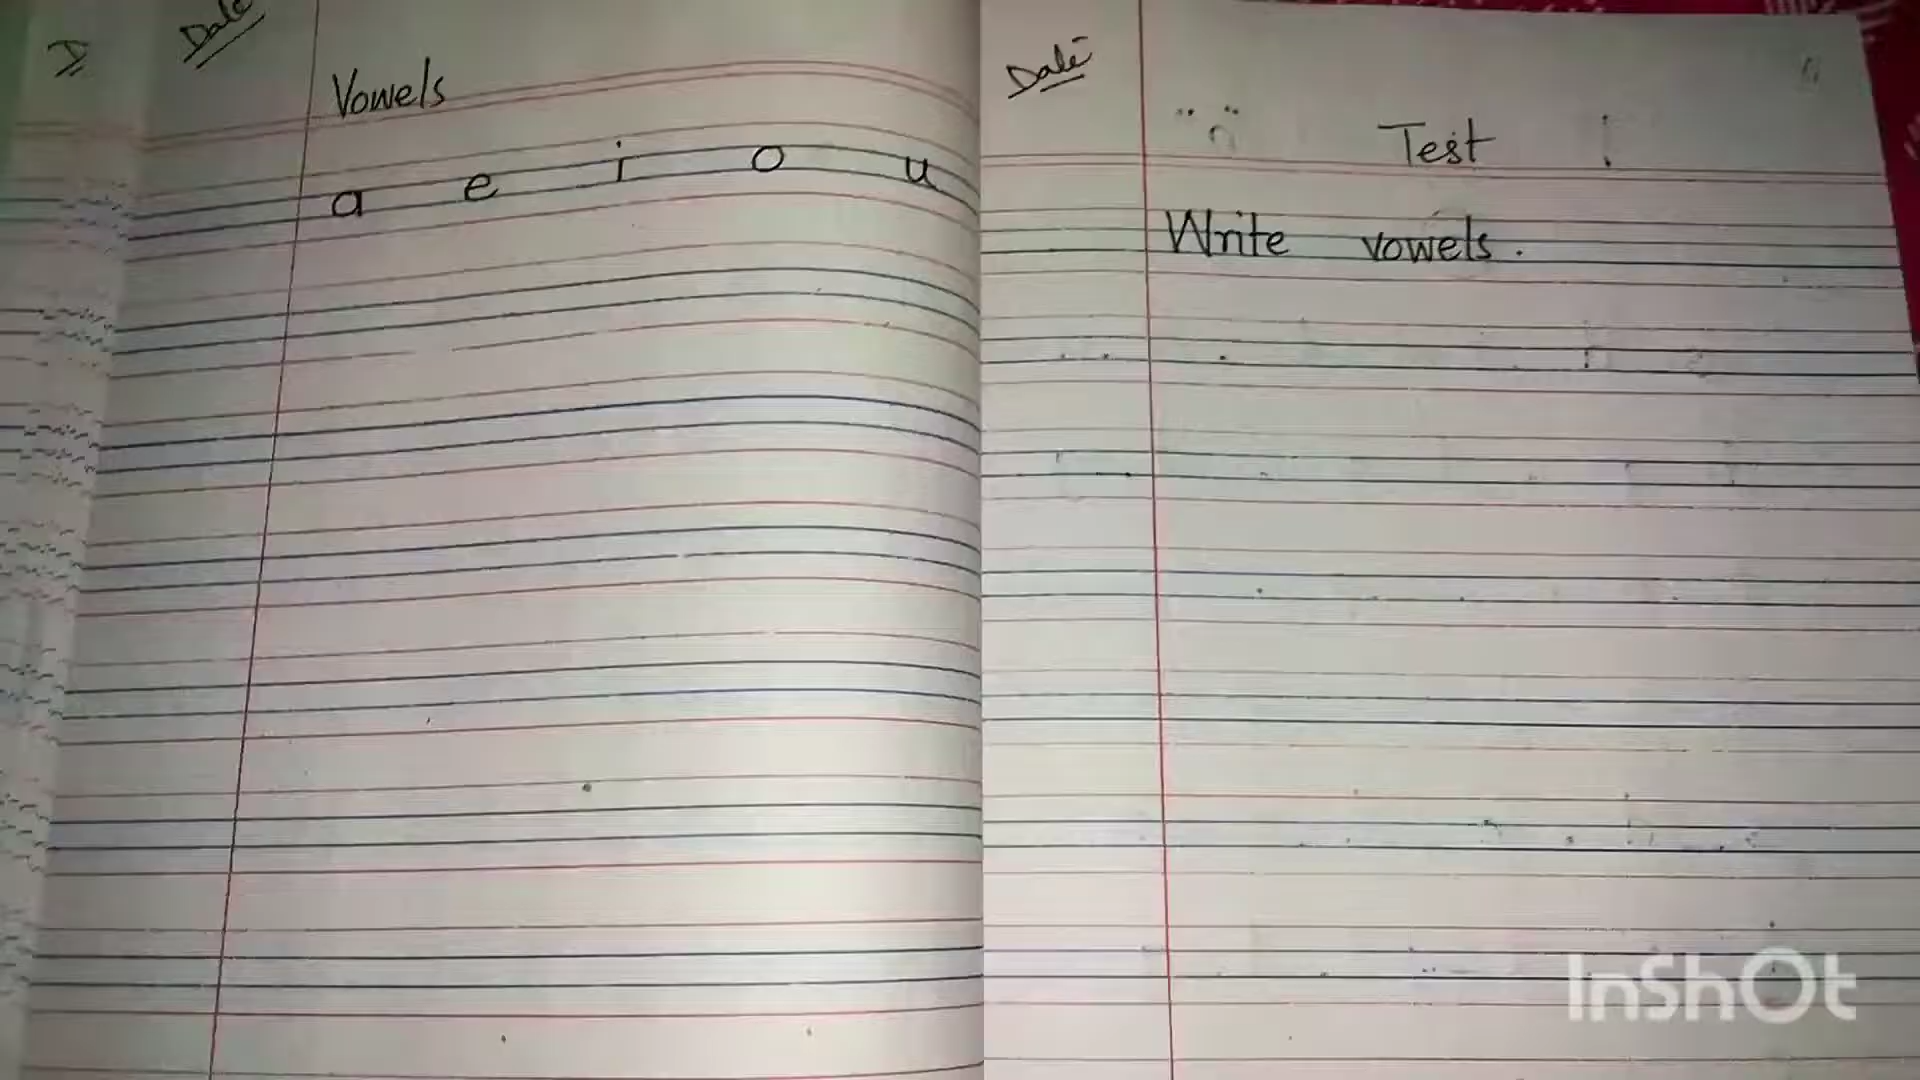 Date
Vowels
a e i o u
Date
Test
Write vowels.
InShOt